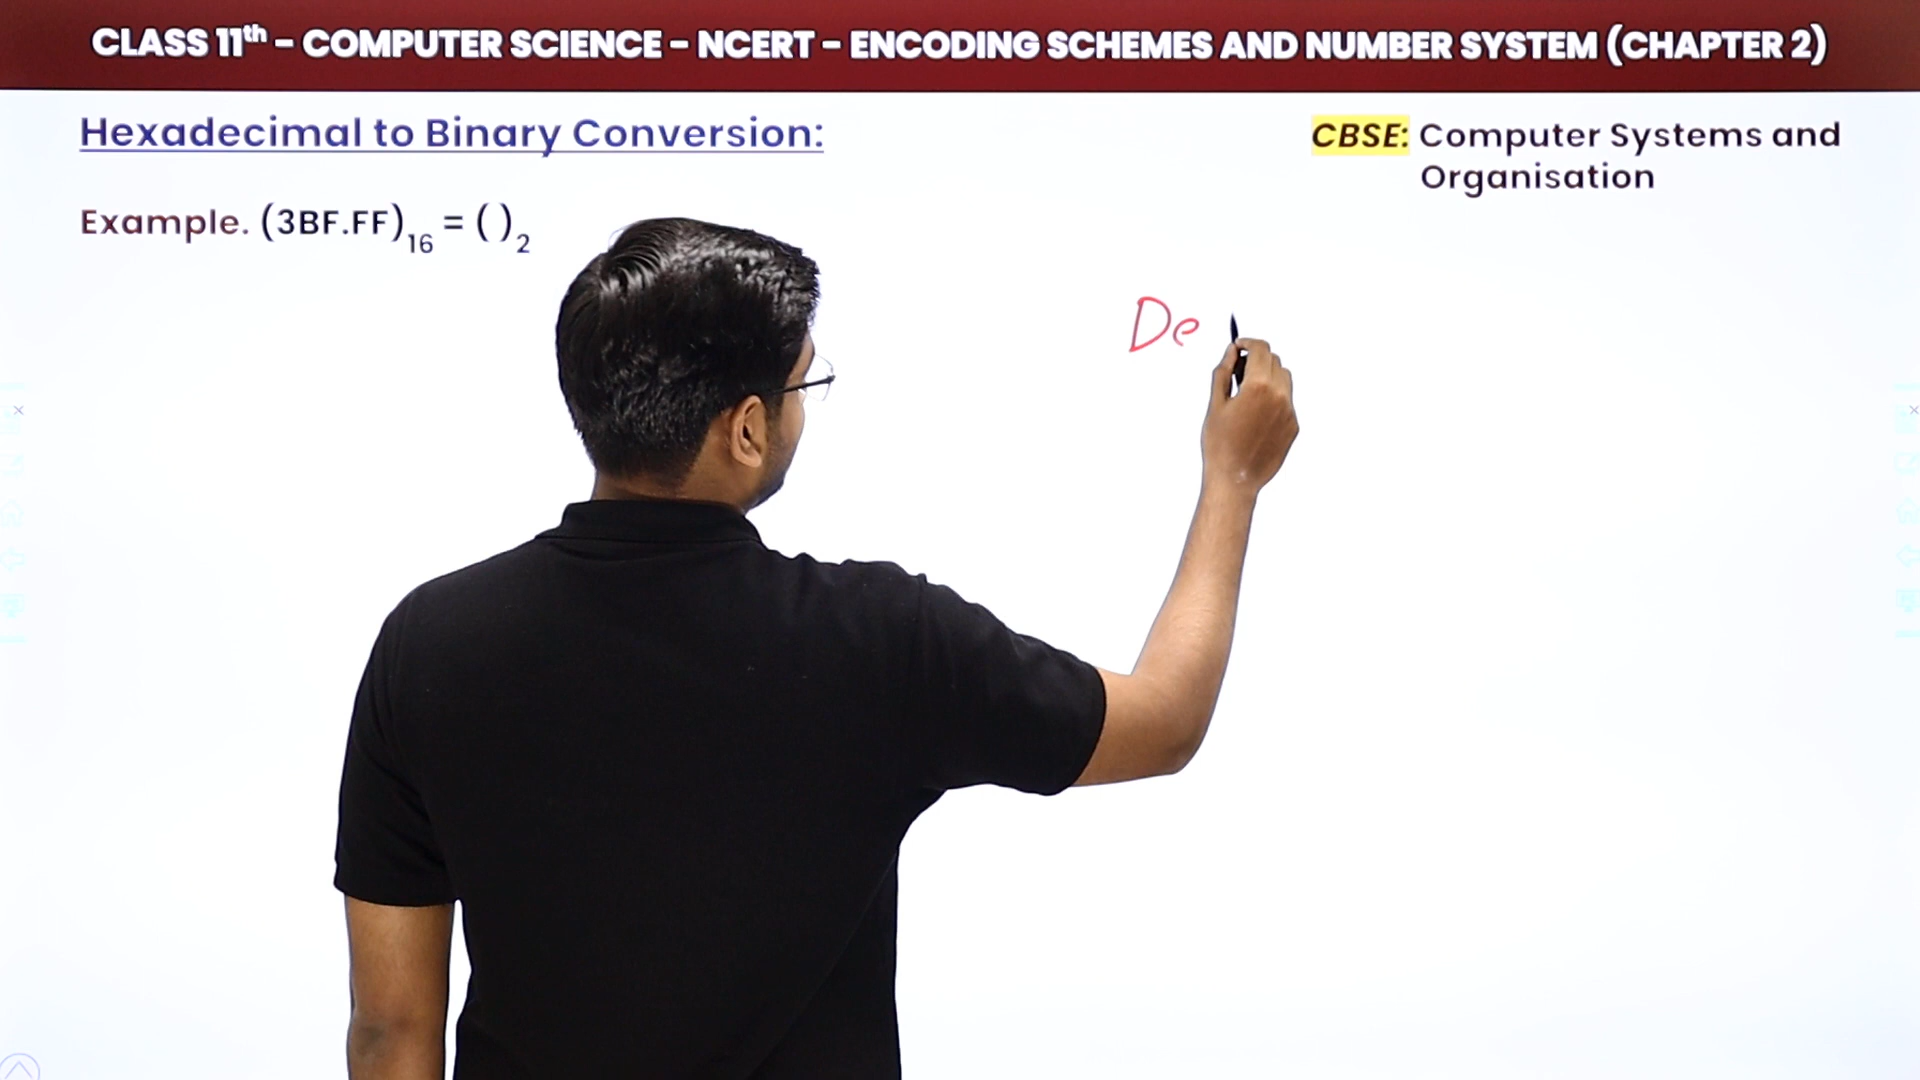 CLASS 11th - COMPUTER SCIENCE - NCERT - ENCODING SCHEMES AND NUMBER SYSTEM (CHAPTER 2)
Hexadecimal to Binary Conversion:
CBSE: Computer Systems and
Organisation
Example. (3BF.FF)16 = ( )2
De